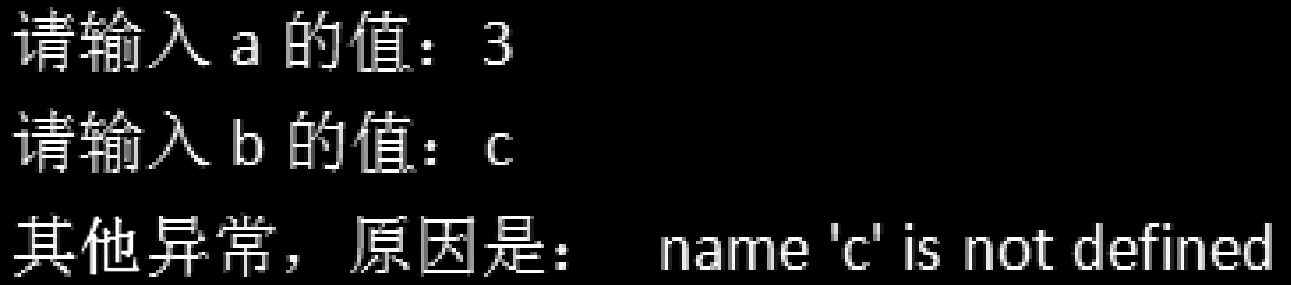 请输入 a 的值：3
请输入 b 的值：c
其他异常，原因是： name 'c' is not defined